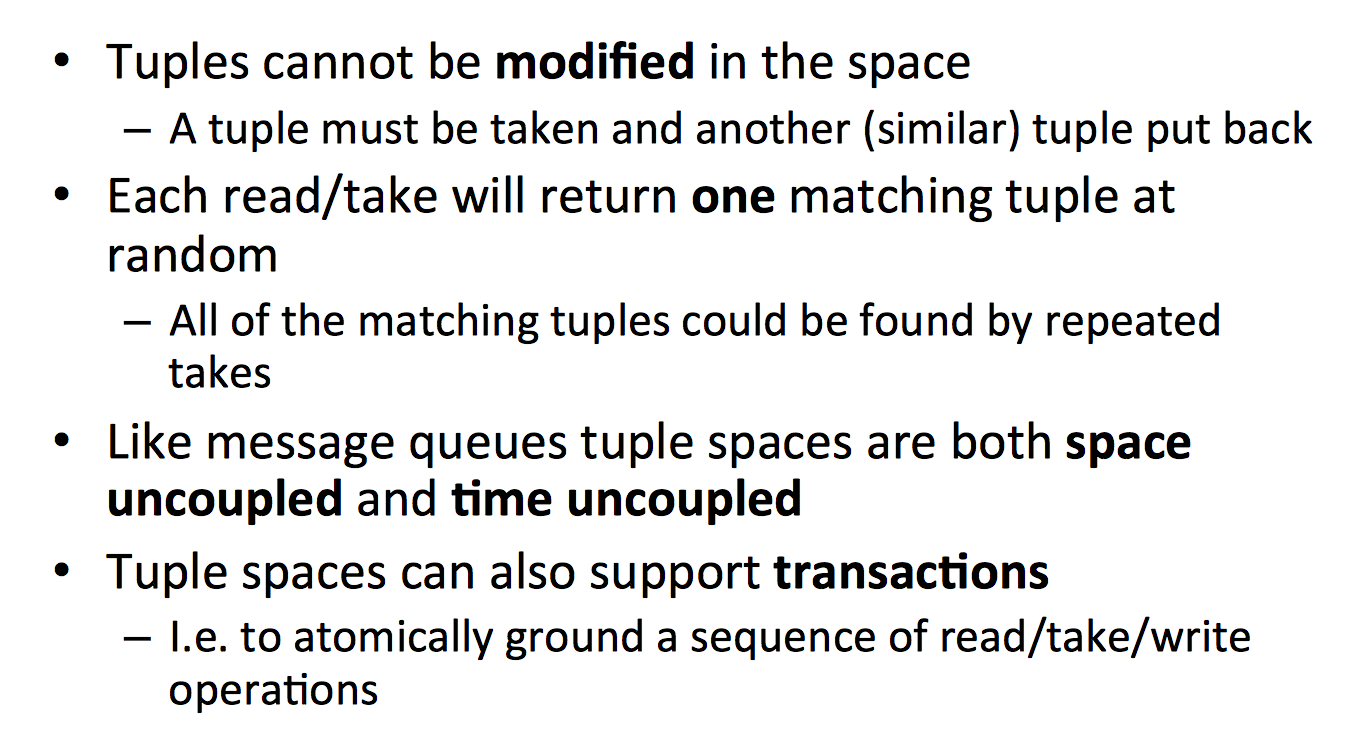 • Tuples cannot be modified in the space
– A tuple must be taken and another (similar) tuple put back
• Each read/take will return one matching tuple at
random
– All of the matching tuples could be found by repeated
takes
• Like message queues tuple spaces are both space
uncoupled and time uncoupled
• Tuple spaces can also support transactions
– I.e. to atomically ground a sequence of read/take/write
operations